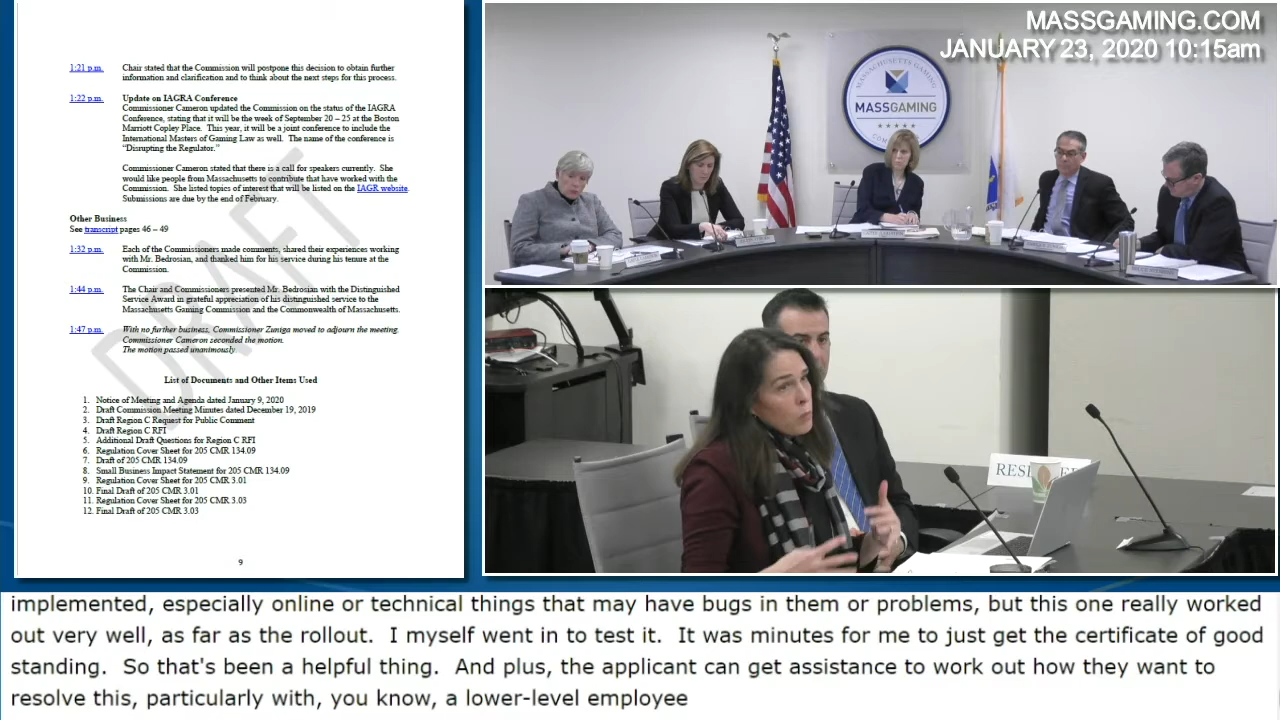 1:21 p.m. Chair stated that the Commission will postpone this decision to obtain further
information and clarification and to think about the next steps for this process.
1:22 p.m. Update on IAGRA Conference
Commissioner Cameron updated the Commission on the status of the IAGRA
Conference, stating that it will be the week of September 20 – 25 at the Boston
Marriott Copley Place. This year, it will be a joint conference to include the
International Masters of Gaming Law as well. The name of the conference is
“Disrupting the Regulator.”
Commissioner Cameron stated that there is a call for speakers currently. She
would like people from Massachusetts to contribute that have worked with the
Commission. She listed topics of interest that will be listed on the IAGR website.
Submissions are due by the end of February.
Other Business
See transcript pages 46 – 49
1:32 p.m. Each of the Commissioners made comments, shared their experiences working
with Mr. Bedrosian, and thanked him for his service during his tenure at the
Commission.
1:44 p.m. The Chair and Commissioners presented Mr. Bedrosian with the Distinguished
Service Award in grateful appreciation of his distinguished service to the
Massachusetts Gaming Commission and the Commonwealth of Massachusetts.
1:47 p.m. With no further business, Commissioner Zuniga moved to adjourn the meeting.
Commissioner Cameron seconded the motion.
The motion passed unanimously
List of Documents and Other Items Used
1. Notice of Meeting and Agenda dated January 9, 2020
2. Draft Commission Meeting Minutes dated December 19, 2019
3. Draft Region C Request for Public Comment
4. Draft Region C RFI
5. Additional Draft Questions for Region C RFI
6. Regulation Cover Sheet for 205 CMR 134.09
7. Draft of 205 CMR 134.09
8. Small Business Impact Statement for 205 CMR 134.09
9. Regulation Cover Sheet for 205 CMR 3.01
10. Final Draft of 205 CMR 3.01
11. Regulation Cover Sheet for 205 CMR 3.03
12. Final Draft of 205 CMR 3.03
9
DRAFT
MASSGAMING.COM
JANUARY 23, 2020 10:15am
MASSACHUSETTS GAMING
MASSGAMING
implemented, especially online or technical things that may have bugs in them or problems, but this one really worked
out very well, as far as the rollout. I myself went in to test it. It was minutes for me to just get the certificate of good
standing. So that's been a helpful thing. And plus, the applicant can get assistance to work out how they want to
resolve this, particularly with, you know, a lower-level employee